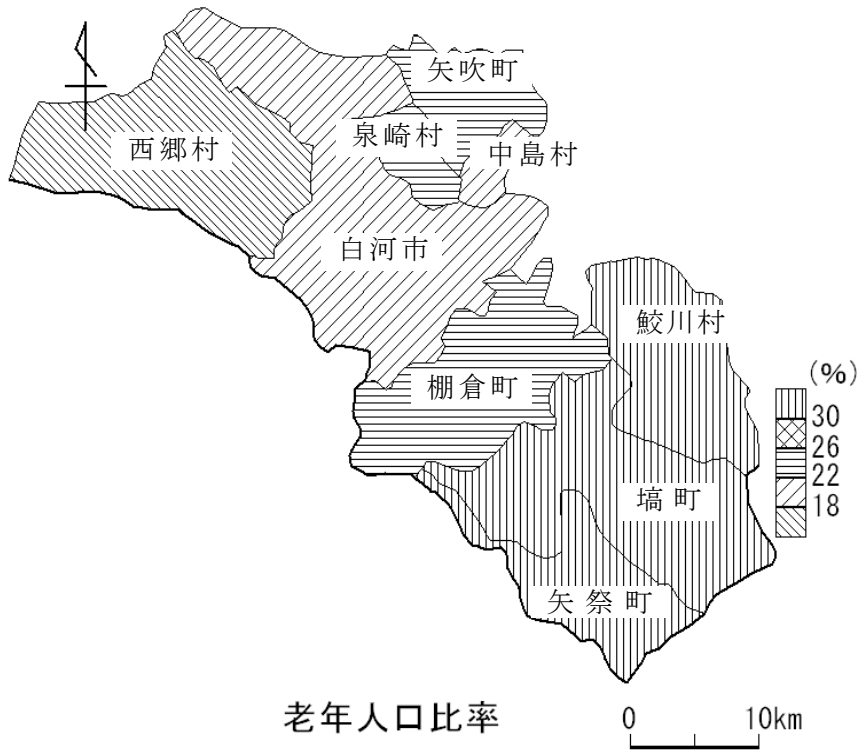 矢吹町
泉崎村
中島村
西郷村
白河市
鮫川村
棚倉町
塙町
矢祭町
(%)
30
26
22
18
老年人口比率
0 10km